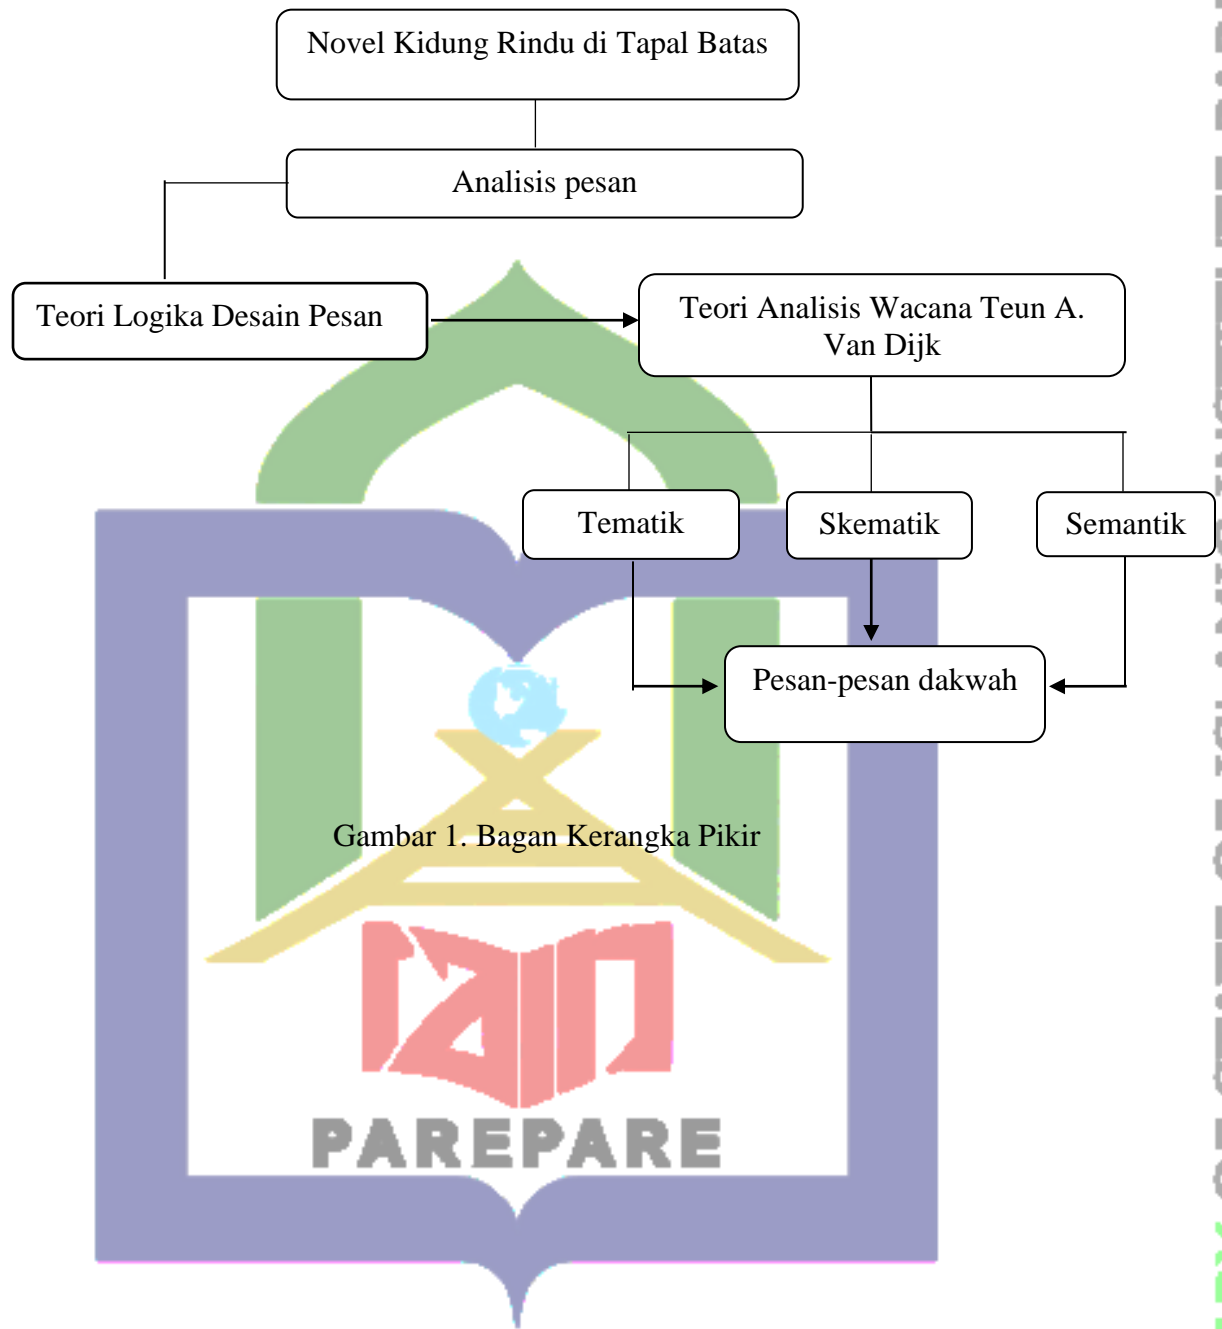 Novel Kidung Rindu di Tapal Batas
Analisis pesan
Teori Logika Desain Pesan
Teori Analisis Wacana Teun A.
Van Dijk
Tematik
Skematik
Semantik
Pesan-pesan dakwah
Gambar 1. Bagan Kerangka Pikir
iain
PAREPARE